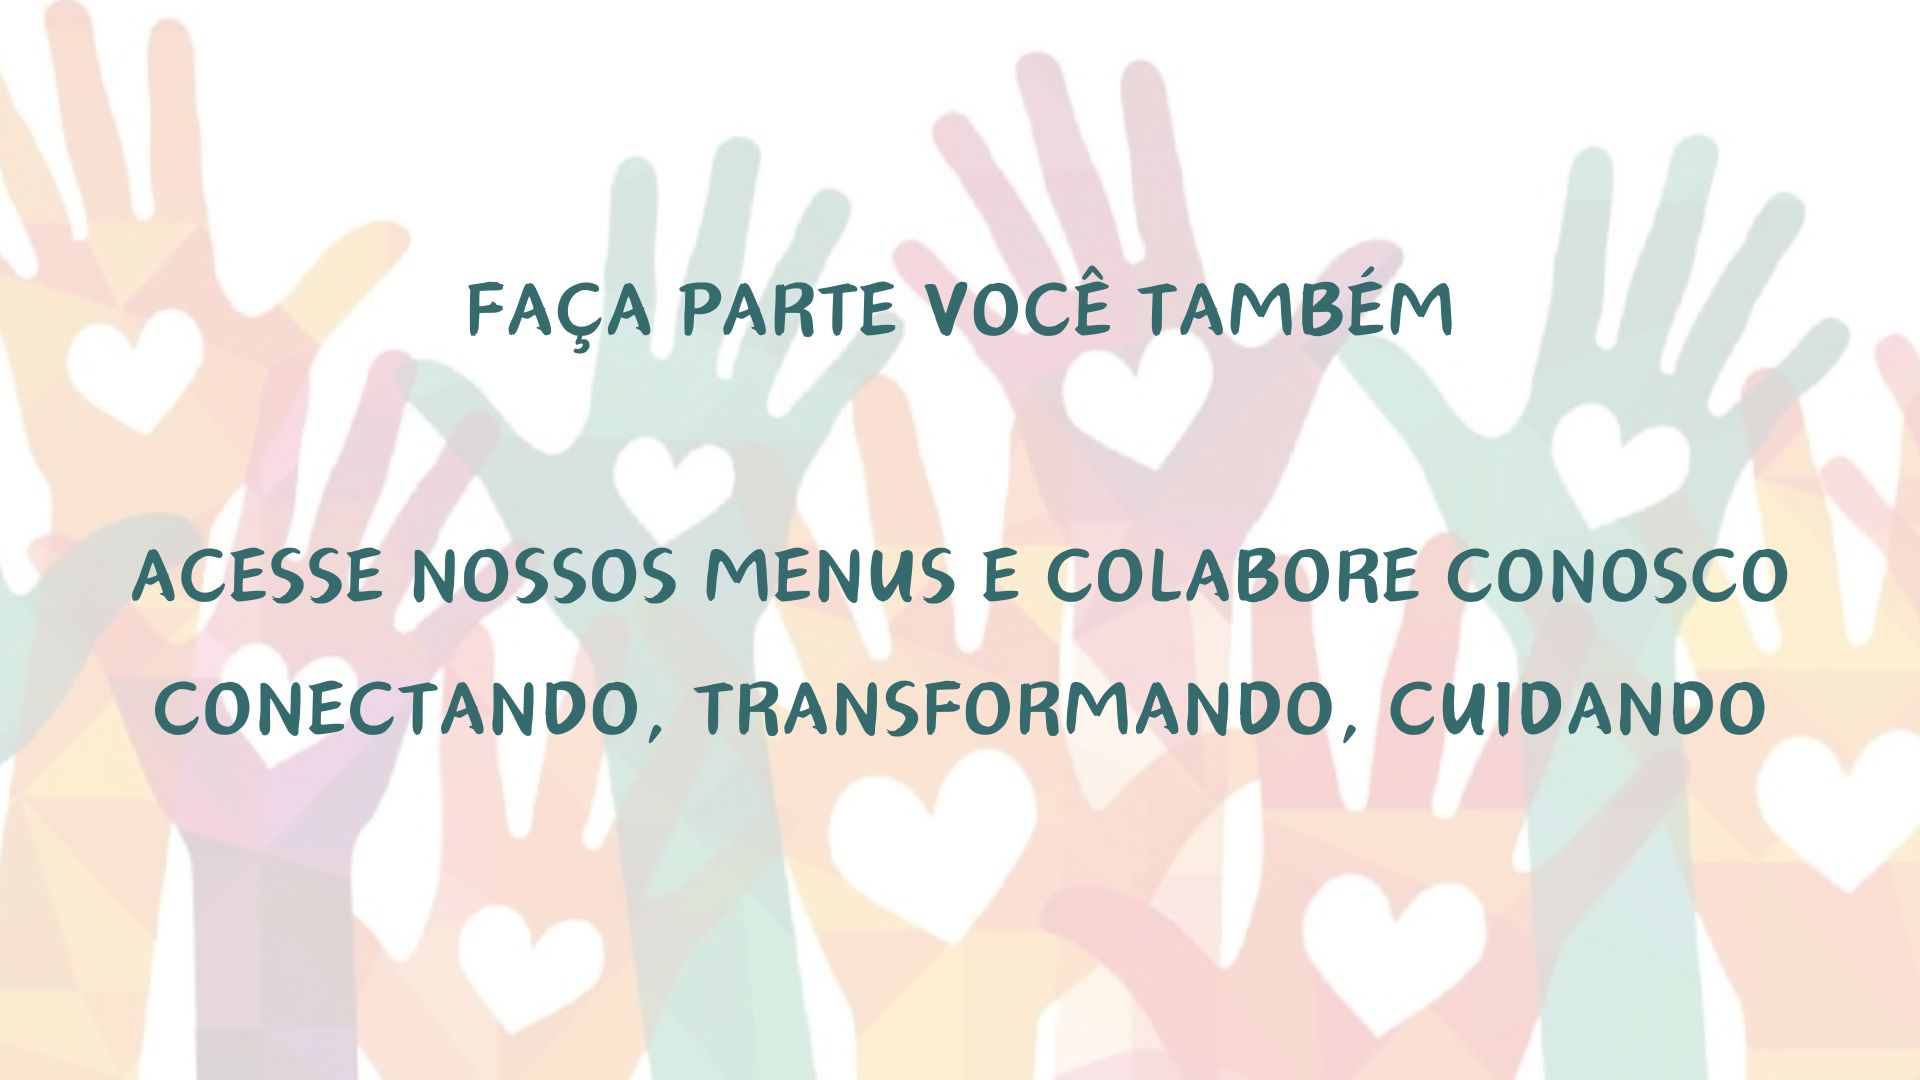 FAÇA PARTE VOCÊ TAMBÉM
ACESSE NOSSOS MENUS E COLABORE CONOSCO
CONECTANDO, TRANSFORMANDO, CUIDANDO